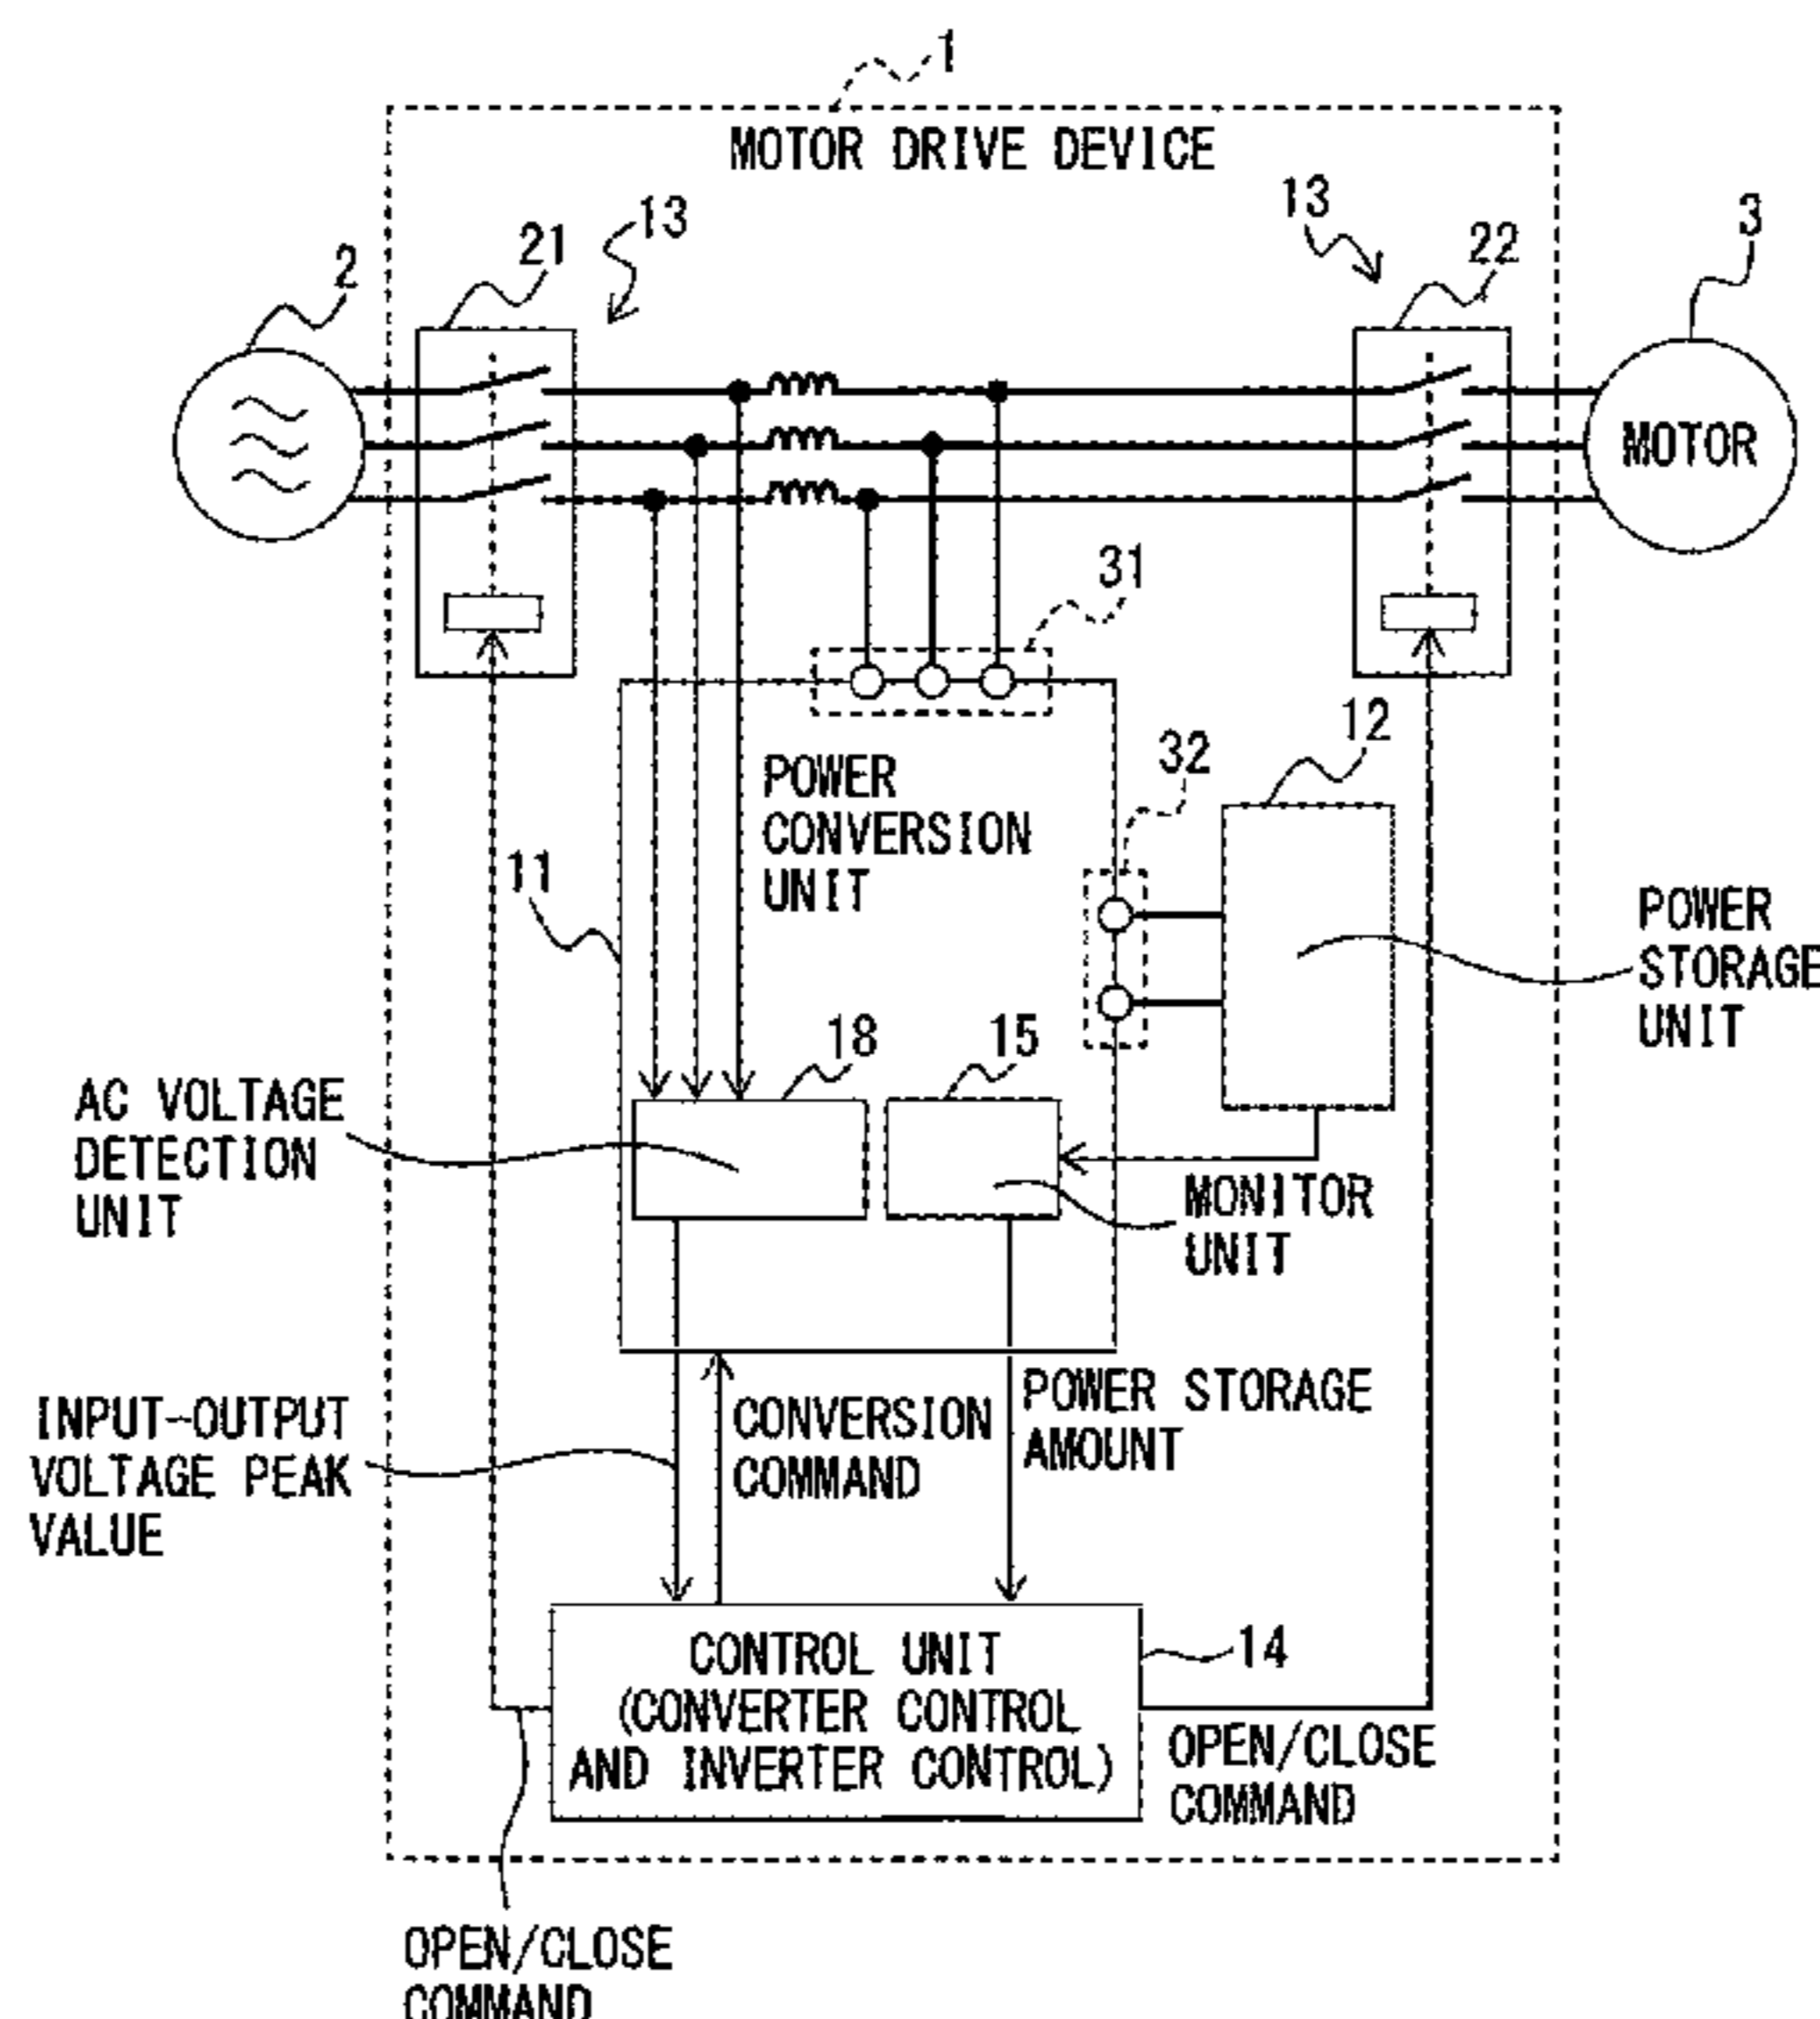 1
MOTOR DRIVE DEVICE
13
13
21
22
2
3
MOTOR
31
12
32
POWER
CONVERSION
UNIT
11
POWER
STORAGE
UNIT
18
15
AC VOLTAGE
DETECTION
UNIT
MONITOR
UNIT
INPUT-OUTPUT
VOLTAGE PEAK
VALUE
CONVERSION
COMMAND
POWER STORAGE
AMOUNT
CONTROL UNIT
(CONVERTER CONTROL
AND INVERTER CONTROL)
14
OPEN/CLOSE
COMMAND
OPEN/CLOSE
COMMAND